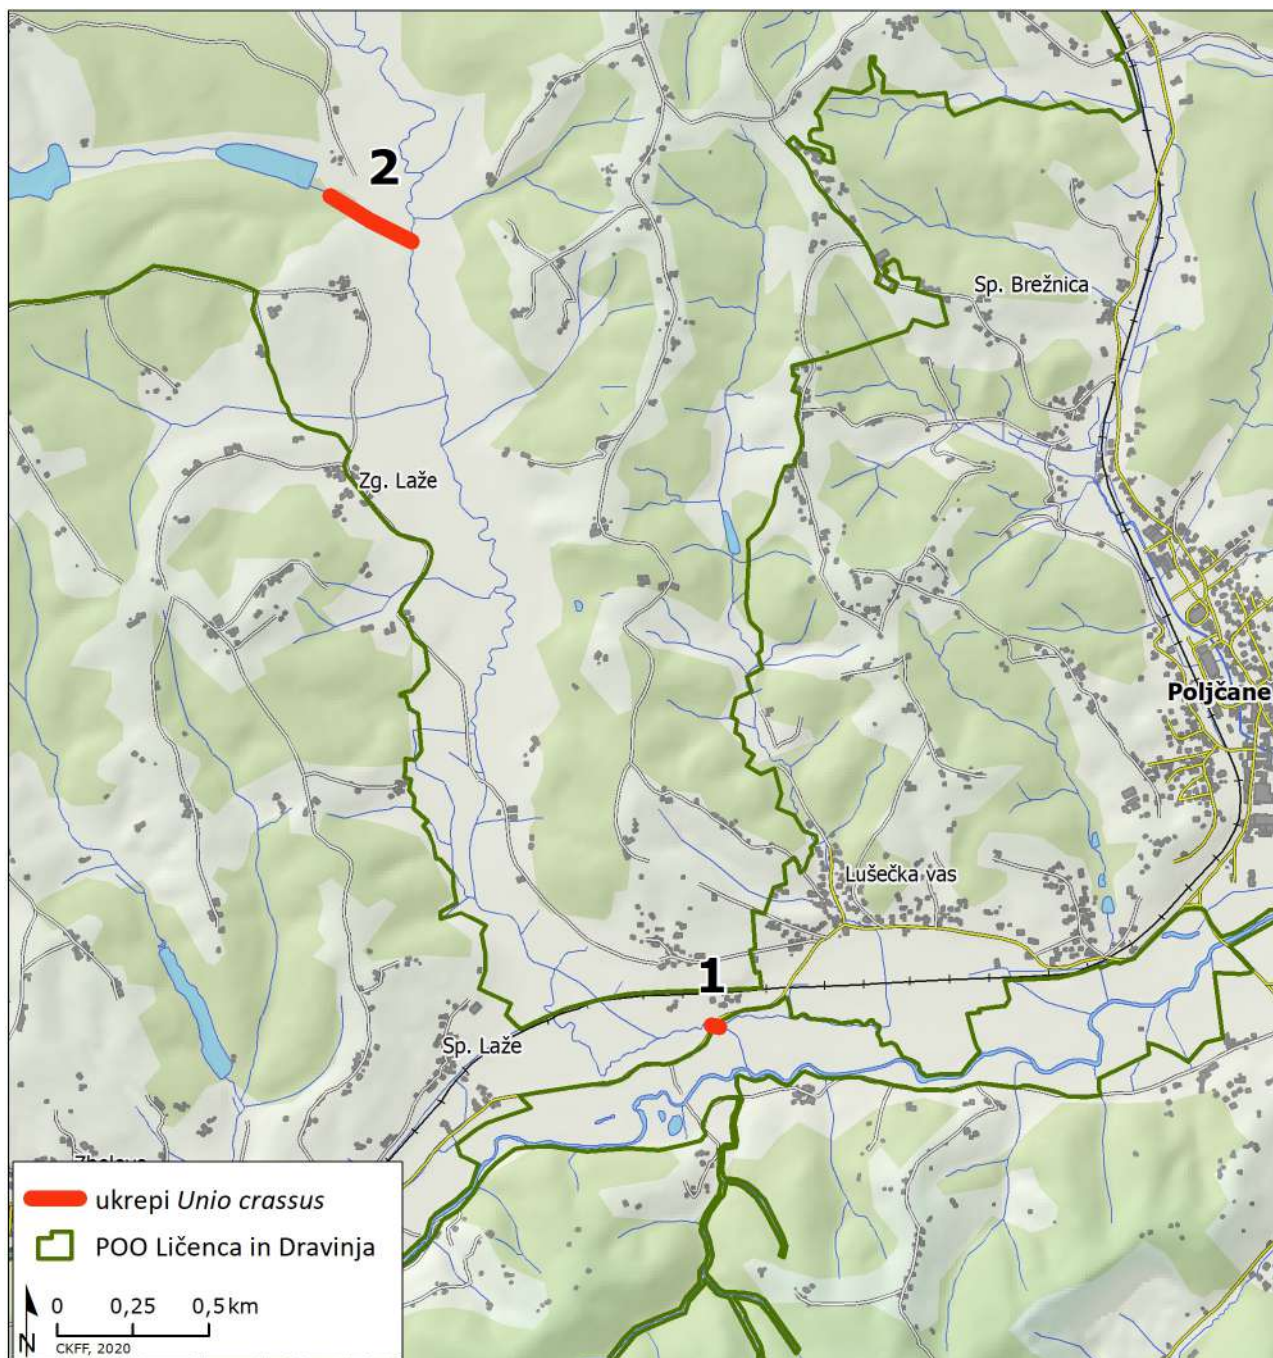 2
Sp. Brežnica
Zg. Laže
Poljčane
Lušečka vas
1
Sp. Laže
ukrepi Unio crassus
POO Ličenca in Dravinja
0 0,25 0,5 km
N
CKFF, 2020